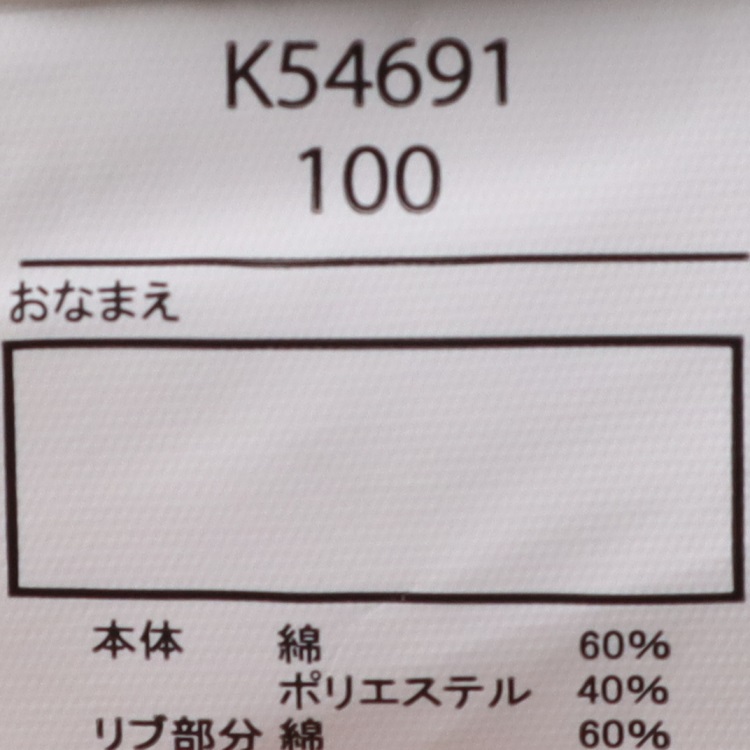 K54691
100
おなまえ
本体 綿 60%
ポリエステル 40%
リブ部分 綿 60%